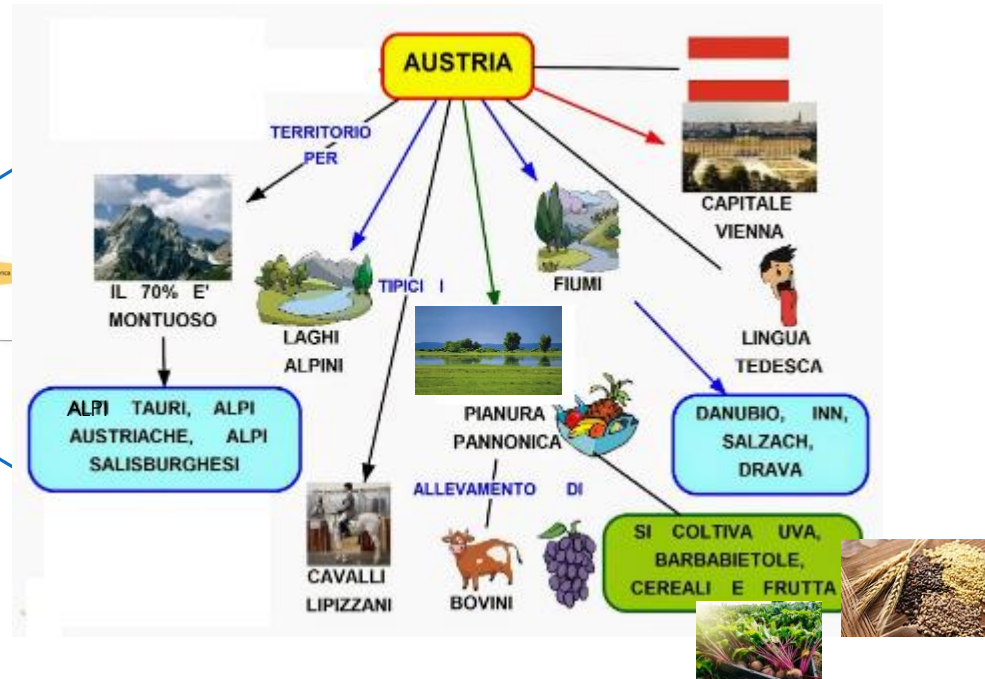 AUSTRIA
TERRITORIO
PER
CAPITALE
VIENNA
IL 70% E'
MONTUOSO
LAGHI
ALPINI
TIPICI I
FIUMI
LINGUA
TEDESCA
ALPI TAURI, ALPI
AUSTRIACHE, ALPI
SALISBURGHESI
PIANURA
PANNONICA
DANUBIO, INN,
SALZACH,
DRAVA
ALLEVAMENTO DI
CAVALLI
LIPIZZANI
BOVINI
SI COLTIVA UVA,
BARBABIETOLE,
CEREALI E FRUTTA